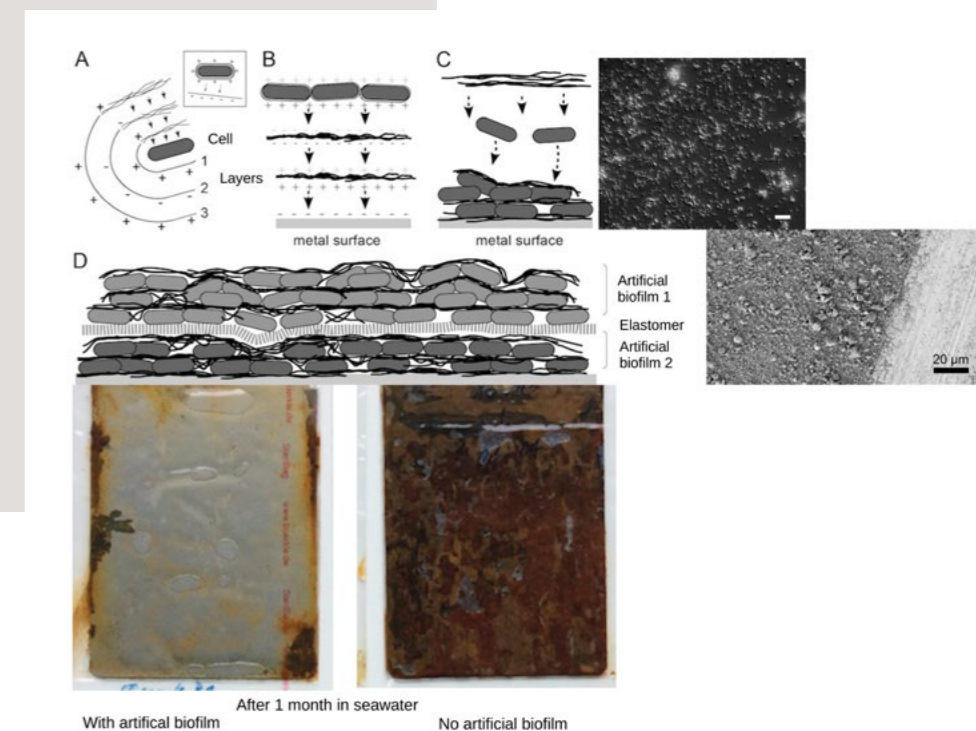 A
B
C
Cell
1
Layers
2
3
metal surface
metal surface
D
Artificial
biofilm 1
Elastomer
Artificial
biofilm 2
20 µm
After 1 month in seawater
With artifical biofilm
No artificial biofilm